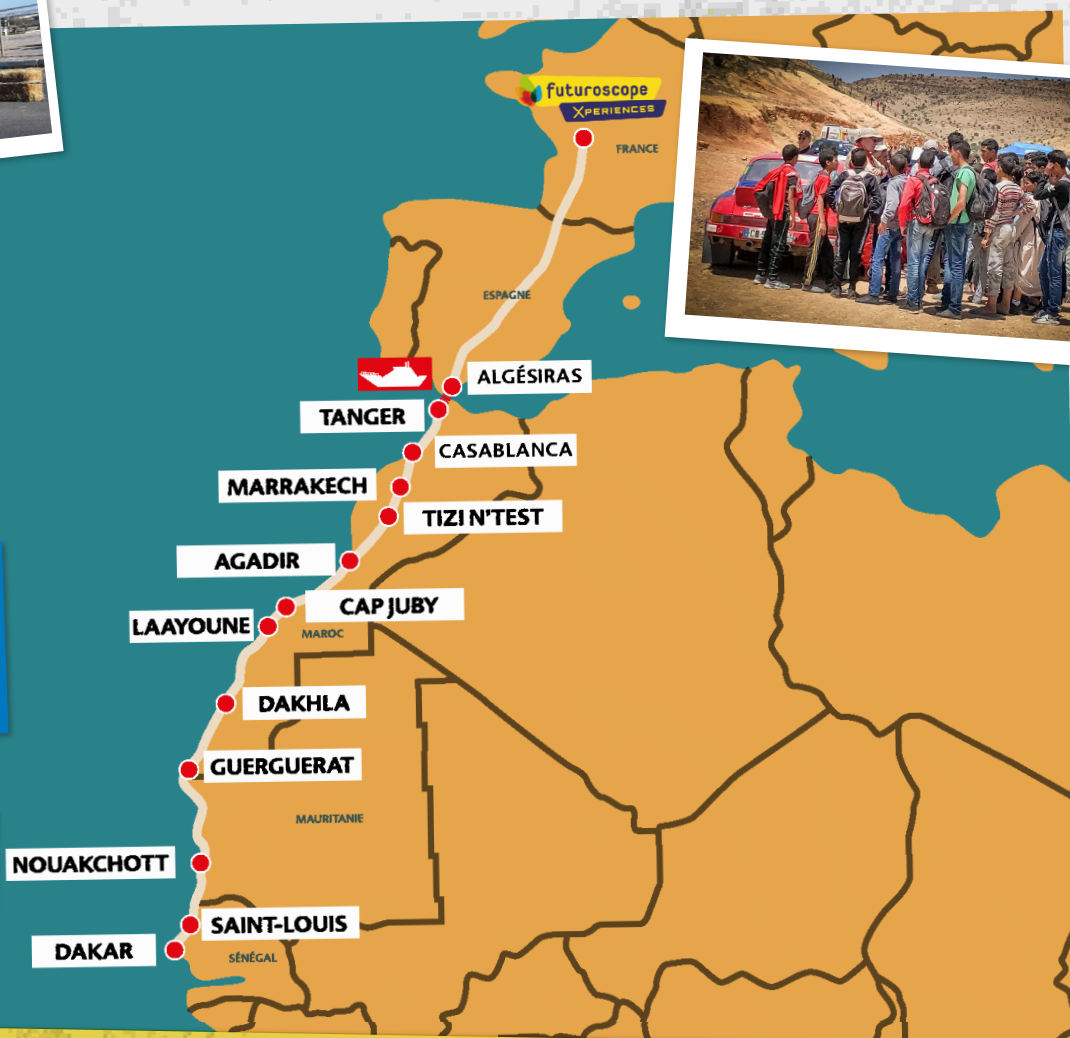 futuroscope
XPERIENCES
FRANCE
ESPAGNE
ALGÉSIRAS
TANGER
CASABLANCA
MARRAKECH
TIZI N'TEST
AGADIR
CAP JUBY
LAAYOUNE
MAROC
DAKHLA
GUERGUERAT
MAURITANIE
NOUAKCHOTT
SAINT-LOUIS
DAKAR
SÉNÉGAL